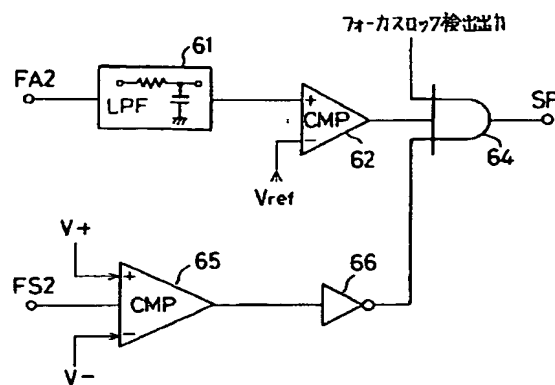 フォーカスロック検出出力
61
FA2
LPF
+
CMP
-
62
Vref
64
SP
V+
65
66
FS2
+
CMP
-
V-